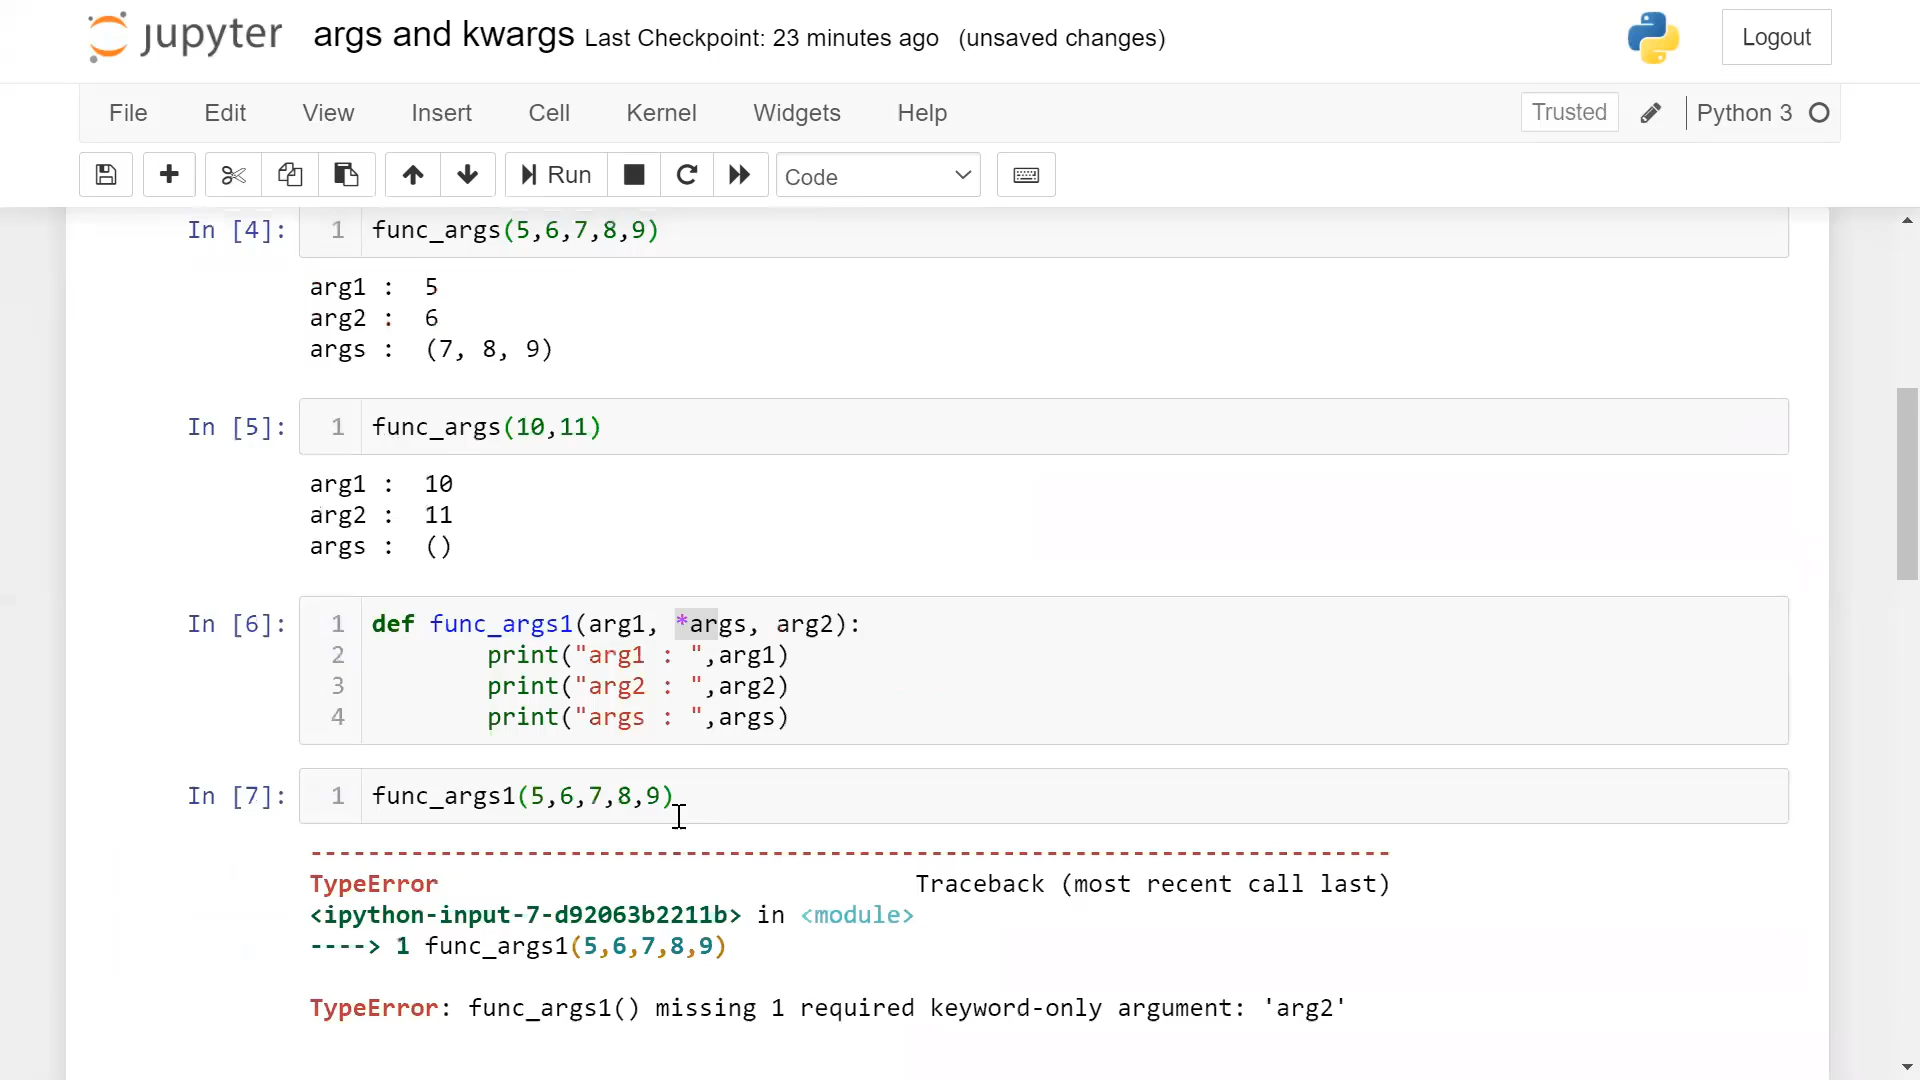 jupyter args and kwargs Last Checkpoint: 23 minutes ago (unsaved changes) Logout
File Edit View Insert Cell Kernel Widgets Help Trusted Python 3
Run Code
In [4]: 1 func_args(5,6,7,8,9)
arg1 :  5
arg2 :  6
args :  (7, 8, 9)
In [5]: 1 func_args(10,11)
arg1 :  10
arg2 :  11
args :  ()
In [6]: 1 def func_args1(arg1, *args, arg2):
2         print("arg1 : ",arg1)
3         print("arg2 : ",arg2)
4         print("args : ",args)
In [7]: 1 func_args1(5,6,7,8,9)
---------------------------------------------------------------------------
TypeError                                 Traceback (most recent call last)
<ipython-input-7-d92063b2211b> in <module>
----> 1 func_args1(5,6,7,8,9)
TypeError: func_args1() missing 1 required keyword-only argument: 'arg2'